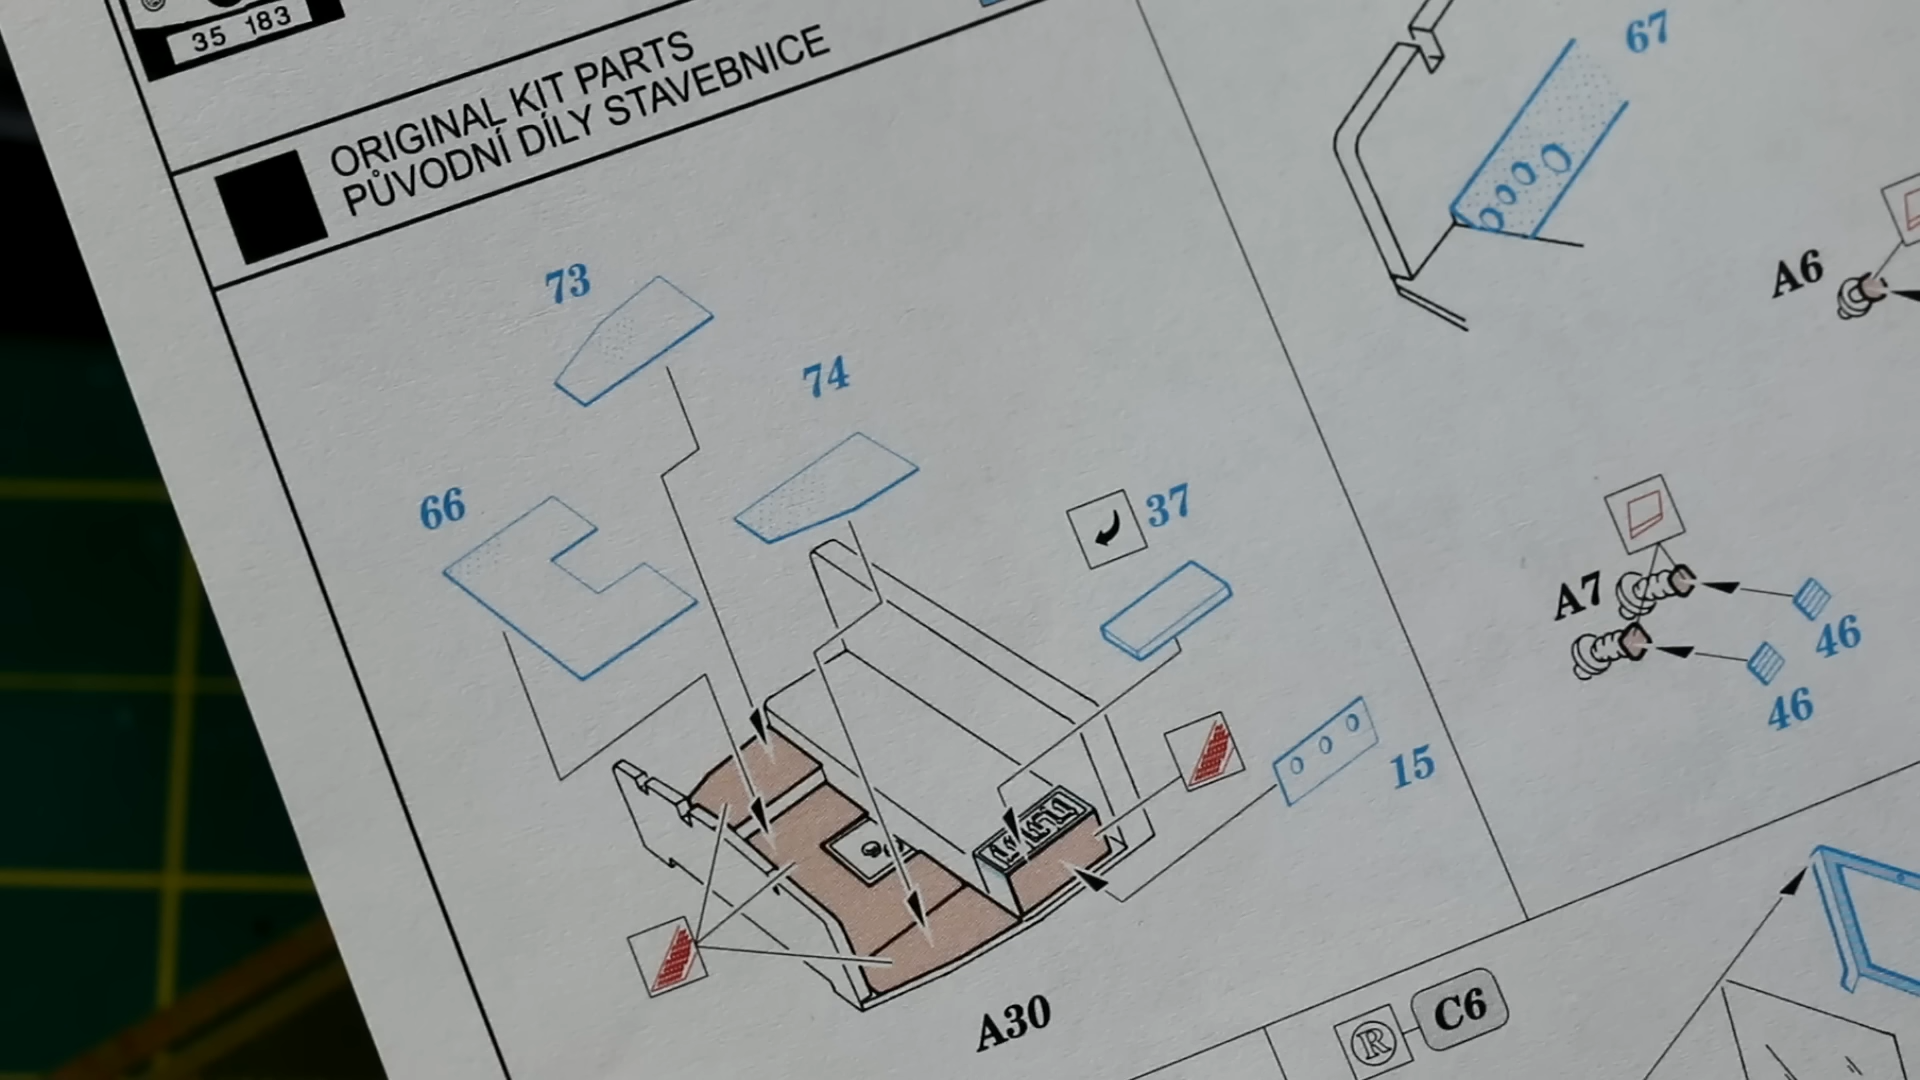 35 183
ORIGINAL KIT PARTS
PŮVODNÍ DÍLY STAVEBNICE
67
73
A6
74
66
37
A7
46
46
15
A30
R
C6